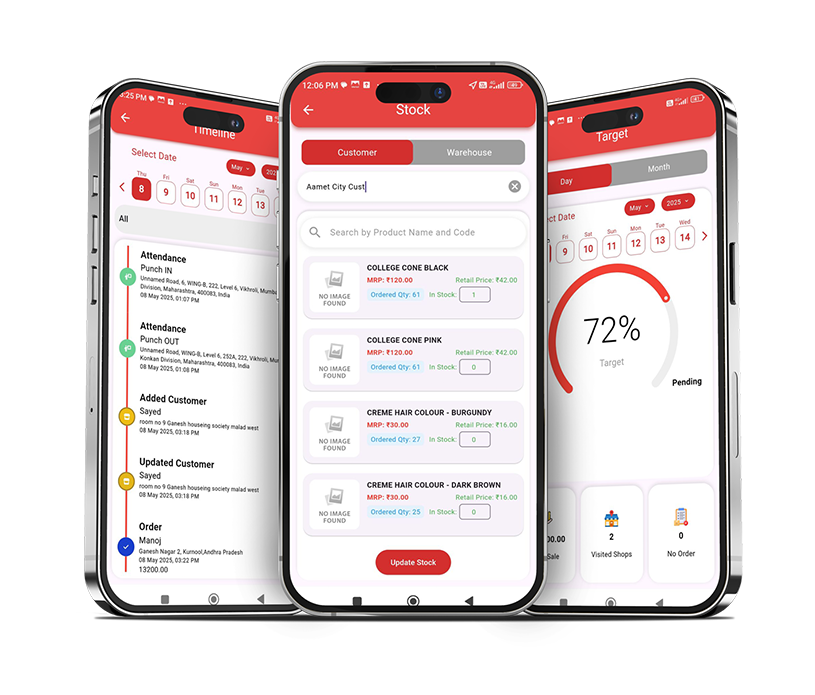 3:25 PM
Timeline
Select Date
May
Thu
8
Fri
9
Sat
10
Sun
11
Mon
12
Tue
13
All
Attendance
Punch IN
Unnamed Road, 6, WING-B, 222, Level 6, Vikhroli,
Division, Maharashtra, 400083, India
08 May 2025, 01:07 PM
Attendance
Punch OUT
Unnamed Road, WING-B, Level 6, 252A, 222, Vikhroli,
Konkan Division, Maharashtra, 400083, India
08 May 2025, 01:08 PM
Added Customer
Sayed
room no 9 Ganesh houseing society malad west
08 May 2025, 03:18 PM
Updated Customer
Sayed
room no 9 Ganesh houseing society malad west
08 May 2025, 03:18 PM
Order
Manoj
Ganesh Nagar 2, Kurnool,Andhra Pradesh
08 May 2025, 03:22 PM
13200.00
12:06 PM
Stock
Customer
Warehouse
Aamet City Cust
Search by Product Name and Code
NO IMAGE
FOUND
COLLEGE CONE BLACK
MRP: ₹120.00
Retail Price: ₹42.00
Ordered Qty: 61
In Stock: 1
NO IMAGE
FOUND
COLLEGE CONE PINK
MRP: ₹120.00
Retail Price: ₹42.00
Ordered Qty: 61
In Stock: 0
NO IMAGE
FOUND
CREME HAIR COLOUR - BURGUNDY
MRP: ₹30.00
Retail Price: ₹16.00
Ordered Qty: 27
In Stock: 0
NO IMAGE
FOUND
CREME HAIR COLOUR - DARK BROWN
MRP: ₹30.00
Retail Price: ₹16.00
Ordered Qty: 25
In Stock: 0
Update Stock
Target
Day
Month
Date
May
2025
Fri
9
Sat
10
Sun
11
Mon
12
Tue
13
Wed
14
72%
Target
Pending
00.00
Sale
2
Visited Shops
0
No Order